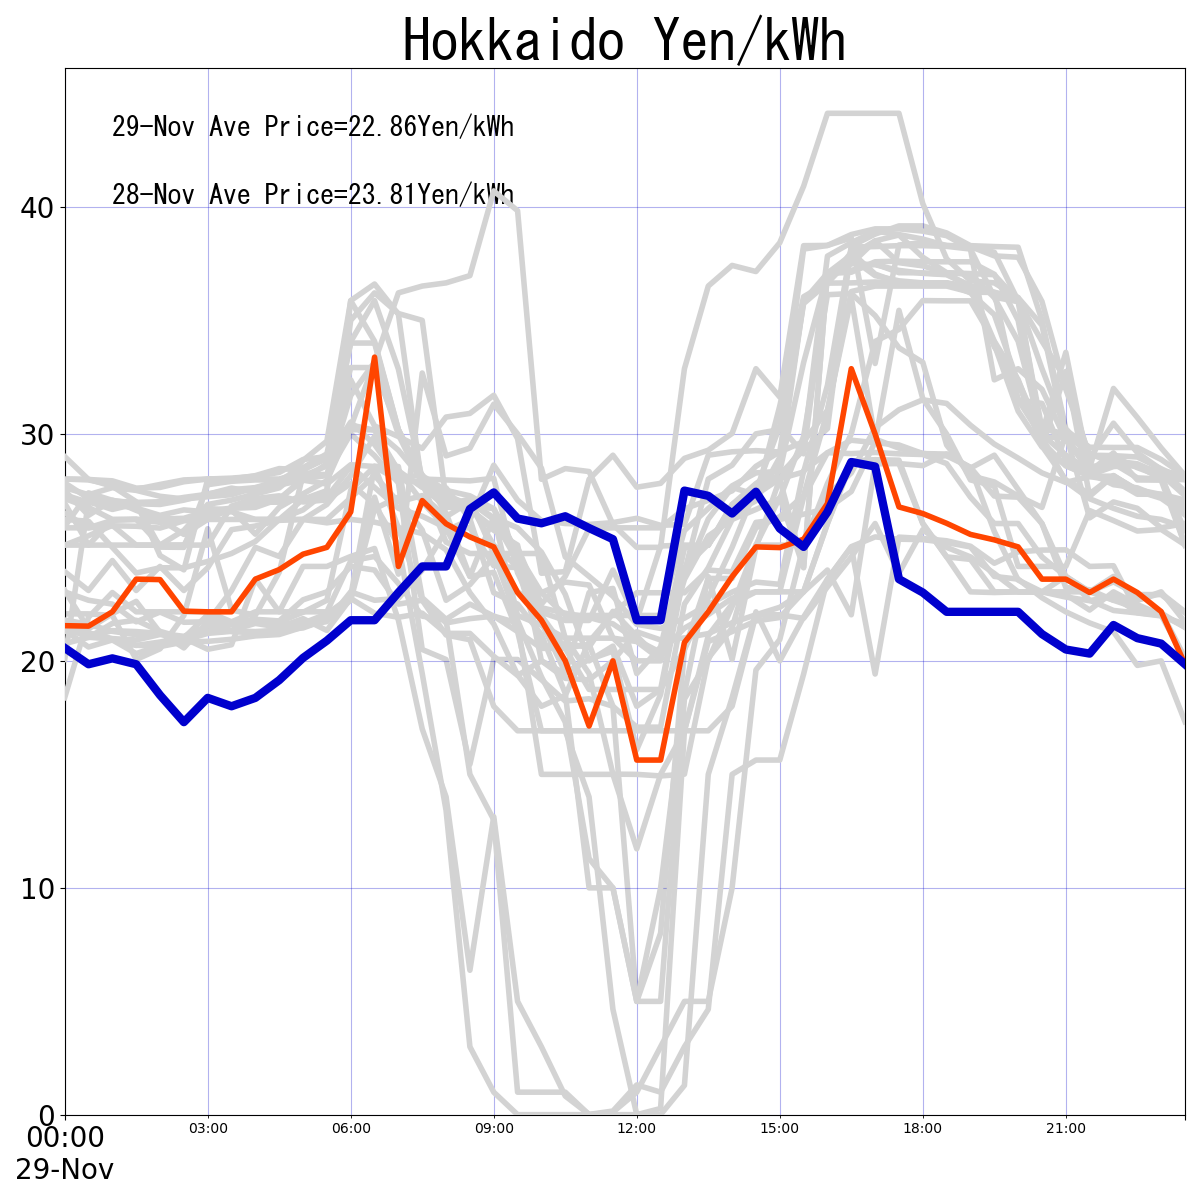 Hokkaido Yen/kWh
29-Nov Ave Price=22.86Yen/kWh
28-Nov Ave Price=23.81Yen/kWh
40
30
20
10
0
00:00 03:00 06:00 09:00 12:00 15:00 18:00 21:00
29-Nov